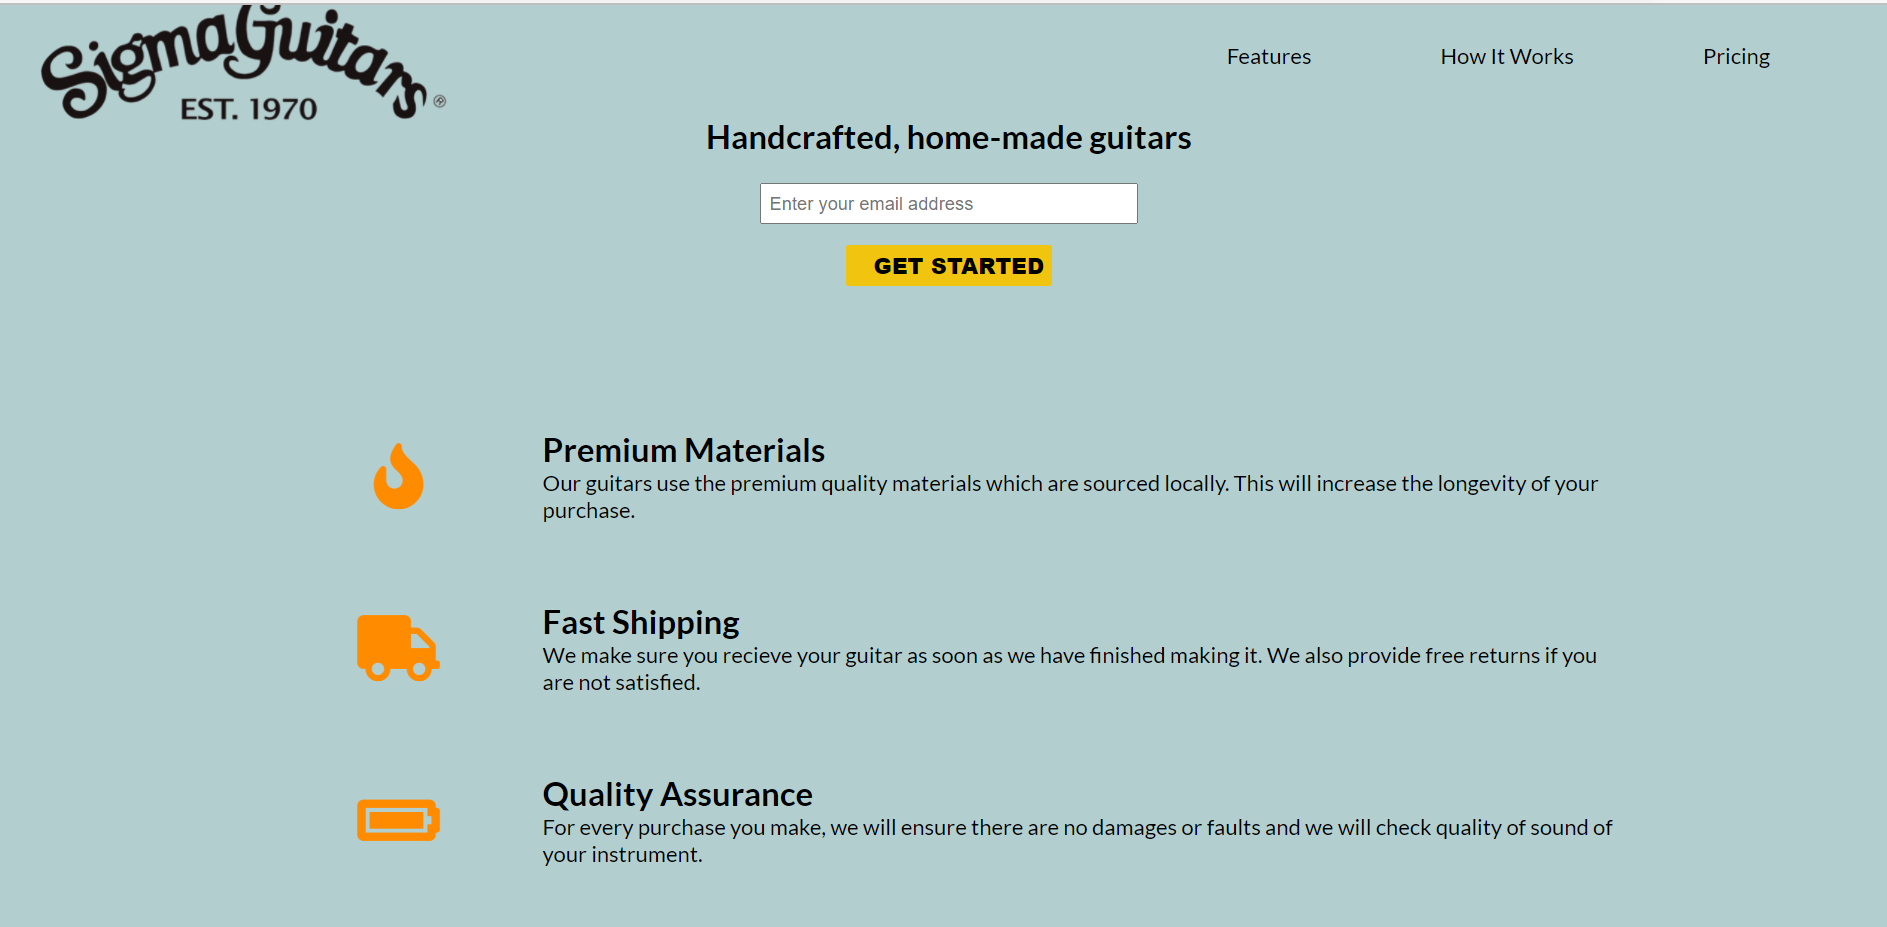 Sigma Guitars ®
EST. 1970
Features
How It Works
Pricing
Handcrafted, home-made guitars
Enter your email address
GET STARTED
Premium Materials
Our guitars use the premium quality materials which are sourced locally. This will increase the longevity of your
purchase.
Fast Shipping
We make sure you recieve your guitar as soon as we have finished making it. We also provide free returns if you
are not satisfied.
Quality Assurance
For every purchase you make, we will ensure there are no damages or faults and we will check quality of sound of
your instrument.